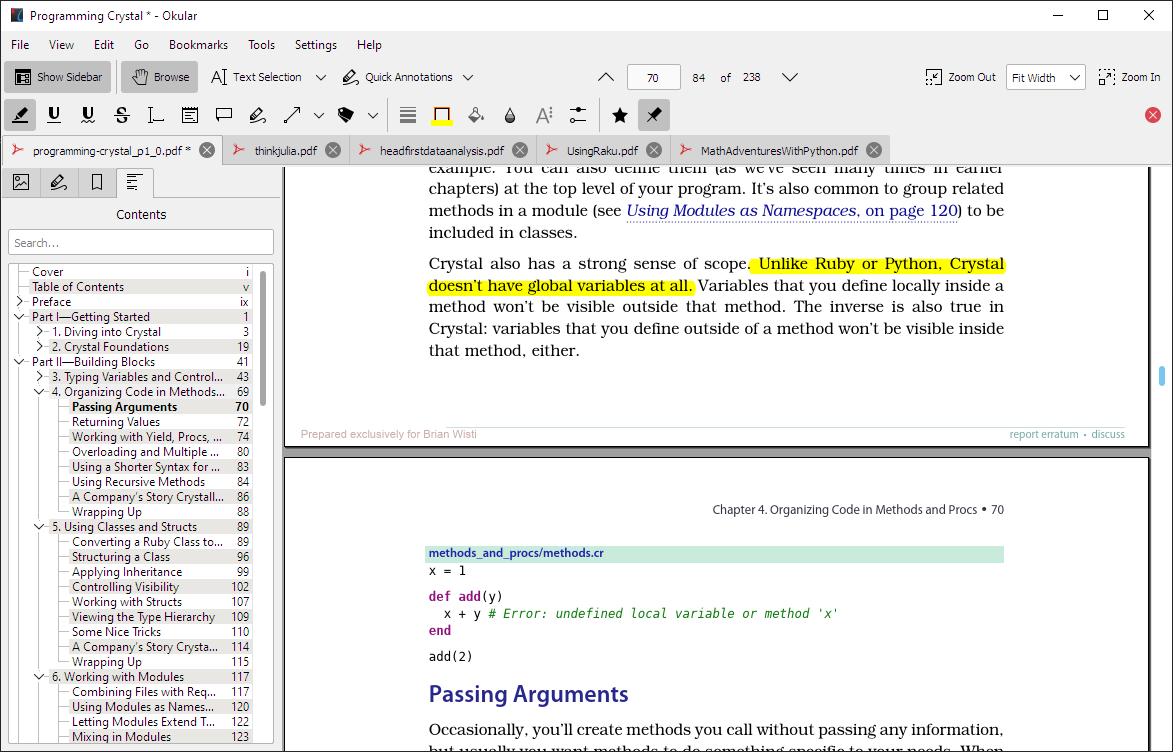 Programming Crystal * - Okular
File View Edit Go Bookmarks Tools Settings Help
Show Sidebar Browse Text Selection Quick Annotations 70 84 of 238 Zoom Out Fit Width Zoom In
programming-crystal_p1_0.pdf * thinkjulia.pdf headfirstdataanalysis.pdf UsingRaku.pdf MathAdventuresWithPython.pdf
Contents
Search...
Cover i
Table of Contents v
Preface ix
Part I—Getting Started 1
1. Diving into Crystal 3
2. Crystal Foundations 19
Part II—Building Blocks 41
3. Typing Variables and Control... 43
4. Organizing Code in Methods... 69
Passing Arguments 70
Returning Values 72
Working with Yield, Procs, ... 74
Overloading and Multiple ... 80
Using a Shorter Syntax for ... 83
Using Recursive Methods 84
A Company's Story Crystall... 86
Wrapping Up 88
5. Using Classes and Structs 89
Converting a Ruby Class to... 89
Structuring a Class 96
Applying Inheritance 99
Controlling Visibility 102
Working with Structs 107
Viewing the Type Hierarchy 109
Some Nice Tricks 110
A Company's Story Crysta... 114
Wrapping Up 115
6. Working with Modules 117
Combining Files with Req... 117
Using Modules as Names... 120
Letting Modules Extend T... 122
Mixing in Modules 123
example. You can also define them (as we've seen many times in earlier
chapters) at the top level of your program. It's also common to group related
methods in a module (see Using Modules as Namespaces, on page 120) to be
included in classes.
Crystal also has a strong sense of scope. Unlike Ruby or Python, Crystal
doesn't have global variables at all. Variables that you define locally inside a
method won't be visible outside that method. The inverse is also true in
Crystal: variables that you define outside of a method won't be visible inside
that method, either.
Prepared exclusively for Brian Wisti report erratum • discuss
Chapter 4. Organizing Code in Methods and Procs • 70
methods_and_procs/methods.cr
x = 1
def add(y)
x + y # Error: undefined local variable or method 'x'
end
add(2)
Passing Arguments
Occasionally, you'll create methods you call without passing any information,
but usually you want methods to do something specific to your needs. When